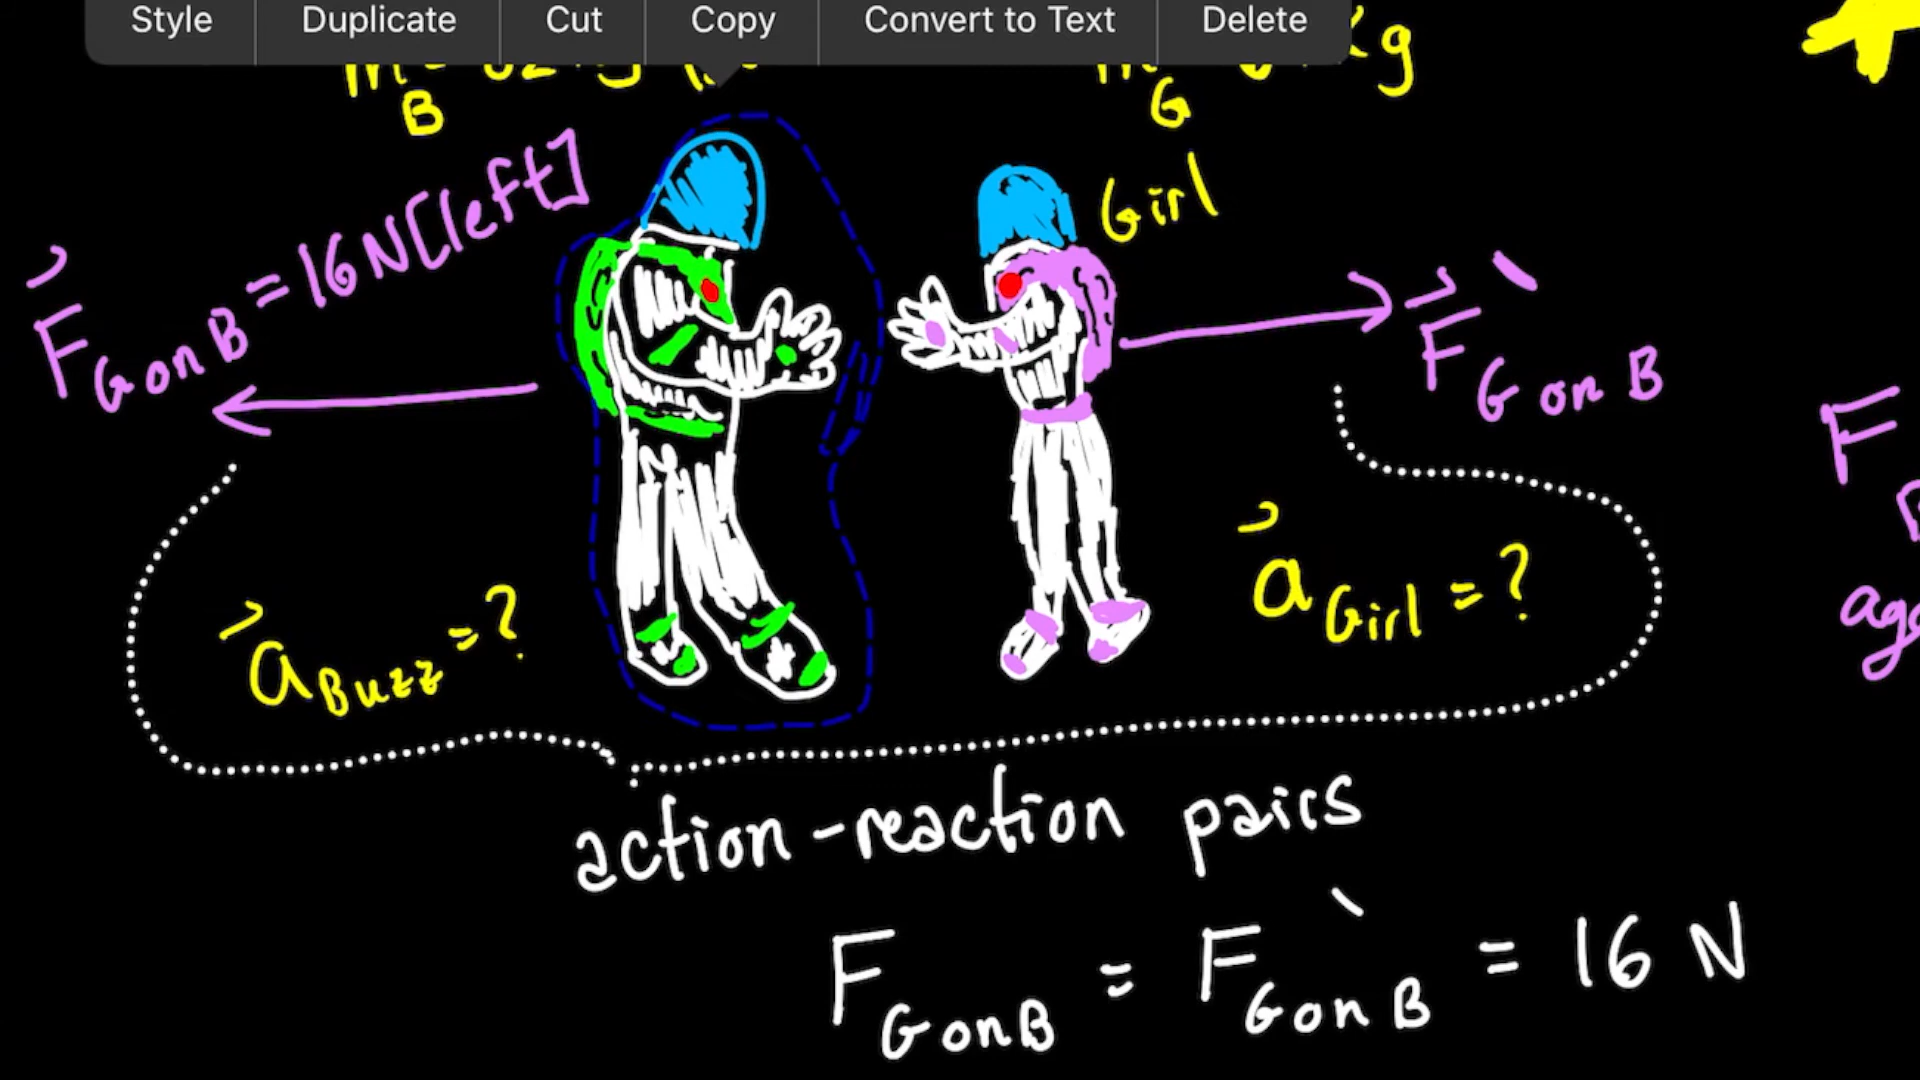 Style Duplicate Cut Copy Convert to Text Delete
B
G
Kg
F G on B = 16 N [left]
Girl
F G on B
F
a Buzz = ?
a Girl = ?
action-reaction pairs
F G on B = F G on B = 16 N